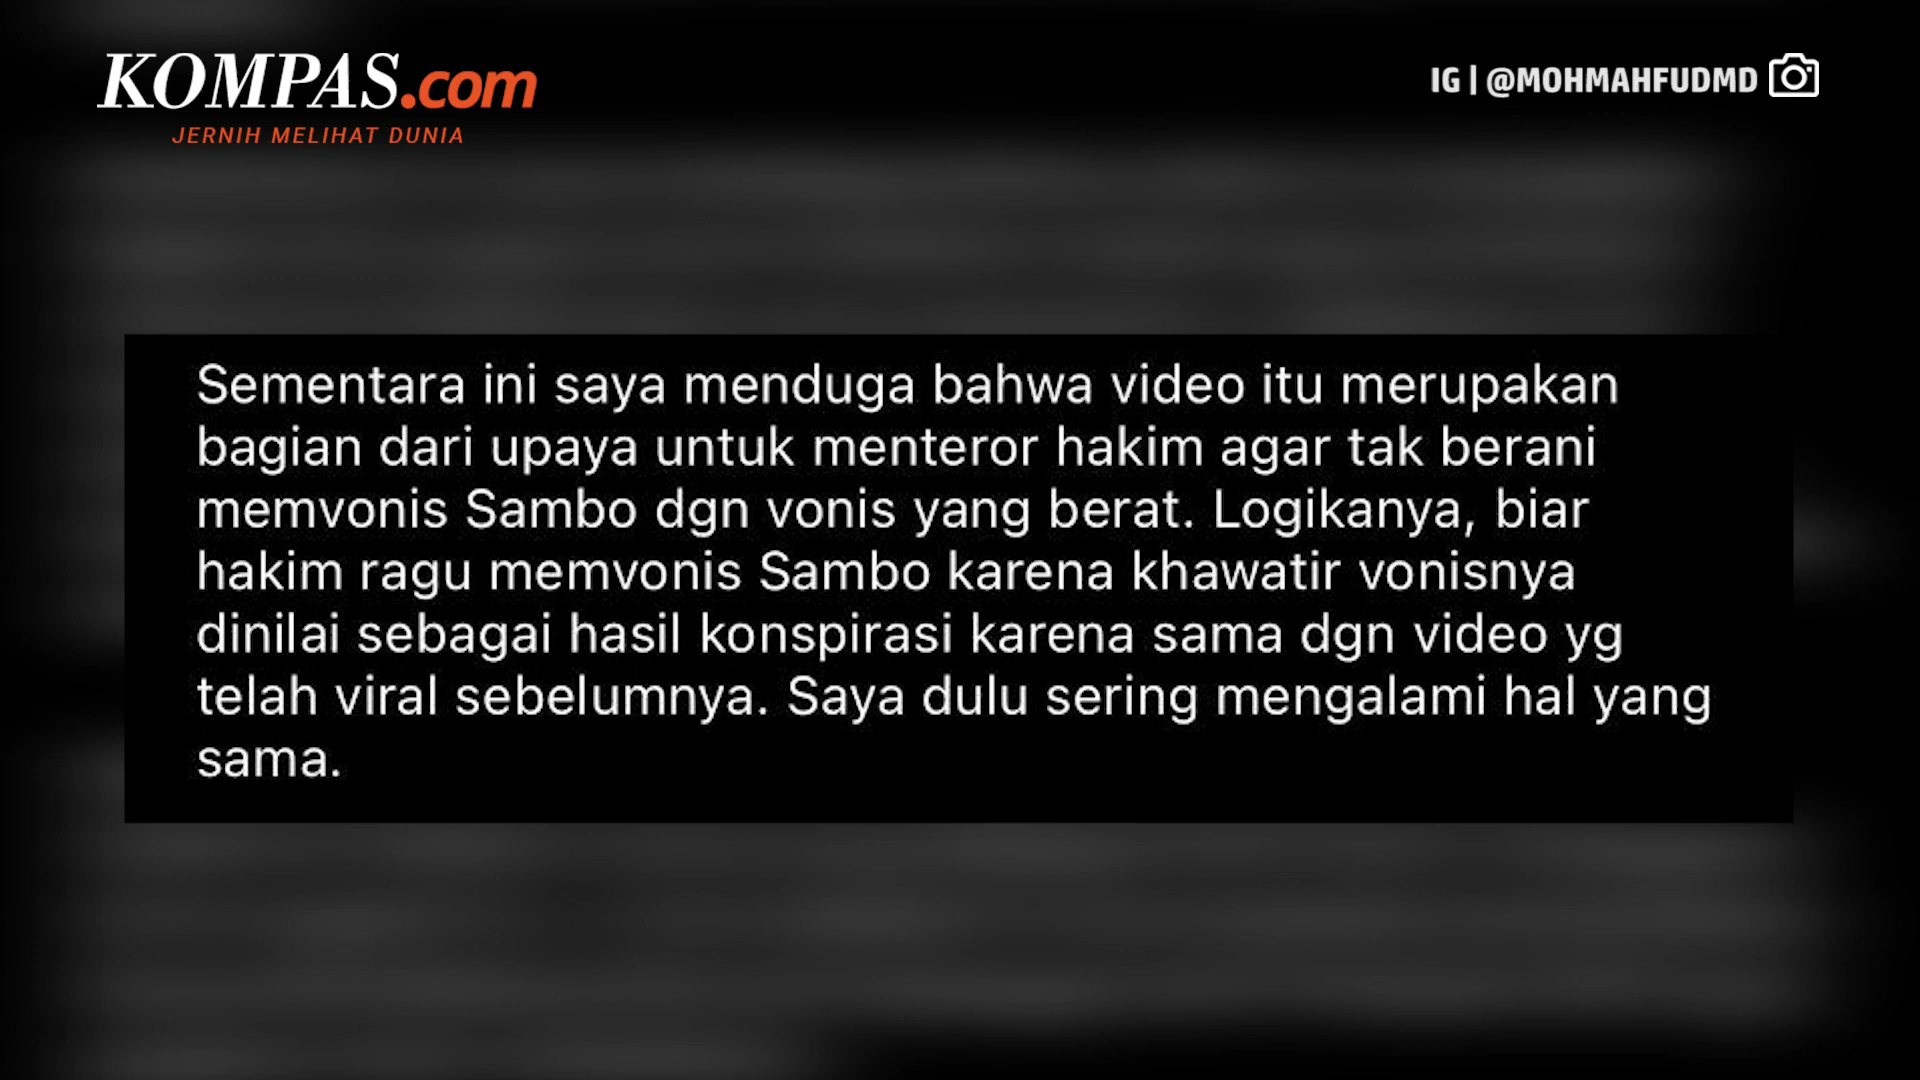 KOMPAS.com
JERNIH MELIHAT DUNIA
IG | @MOHMAHFUDMD
Sementara ini saya menduga bahwa video itu merupakan
bagian dari upaya untuk menteror hakim agar tak berani
memvonis Sambo dgn vonis yang berat. Logikanya, biar
hakim ragu memvonis Sambo karena khawatir vonisnya
dinilai sebagai hasil konspirasi karena sama dgn video yg
telah viral sebelumnya. Saya dulu sering mengalami hal yang
sama.